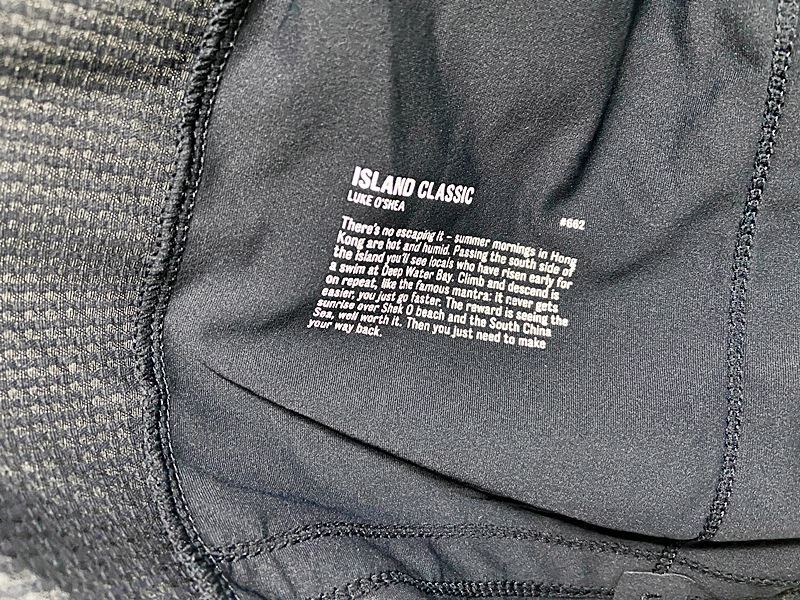 ISLAND CLASSIC
LUKE O'SHEA
#662
There's no escaping it – summer mornings in Hong
Kong are hot and humid. Passing the south side of
the island you'll see locals who have risen early for
a swim at Deep Water Bay. Climb and descend is
on repeat, like the famous mantra: it never gets
easier, you just go faster. The reward is seeing the
sunrise over Shek O beach and the South China
Sea, well worth it. Then you just need to make
your way back.